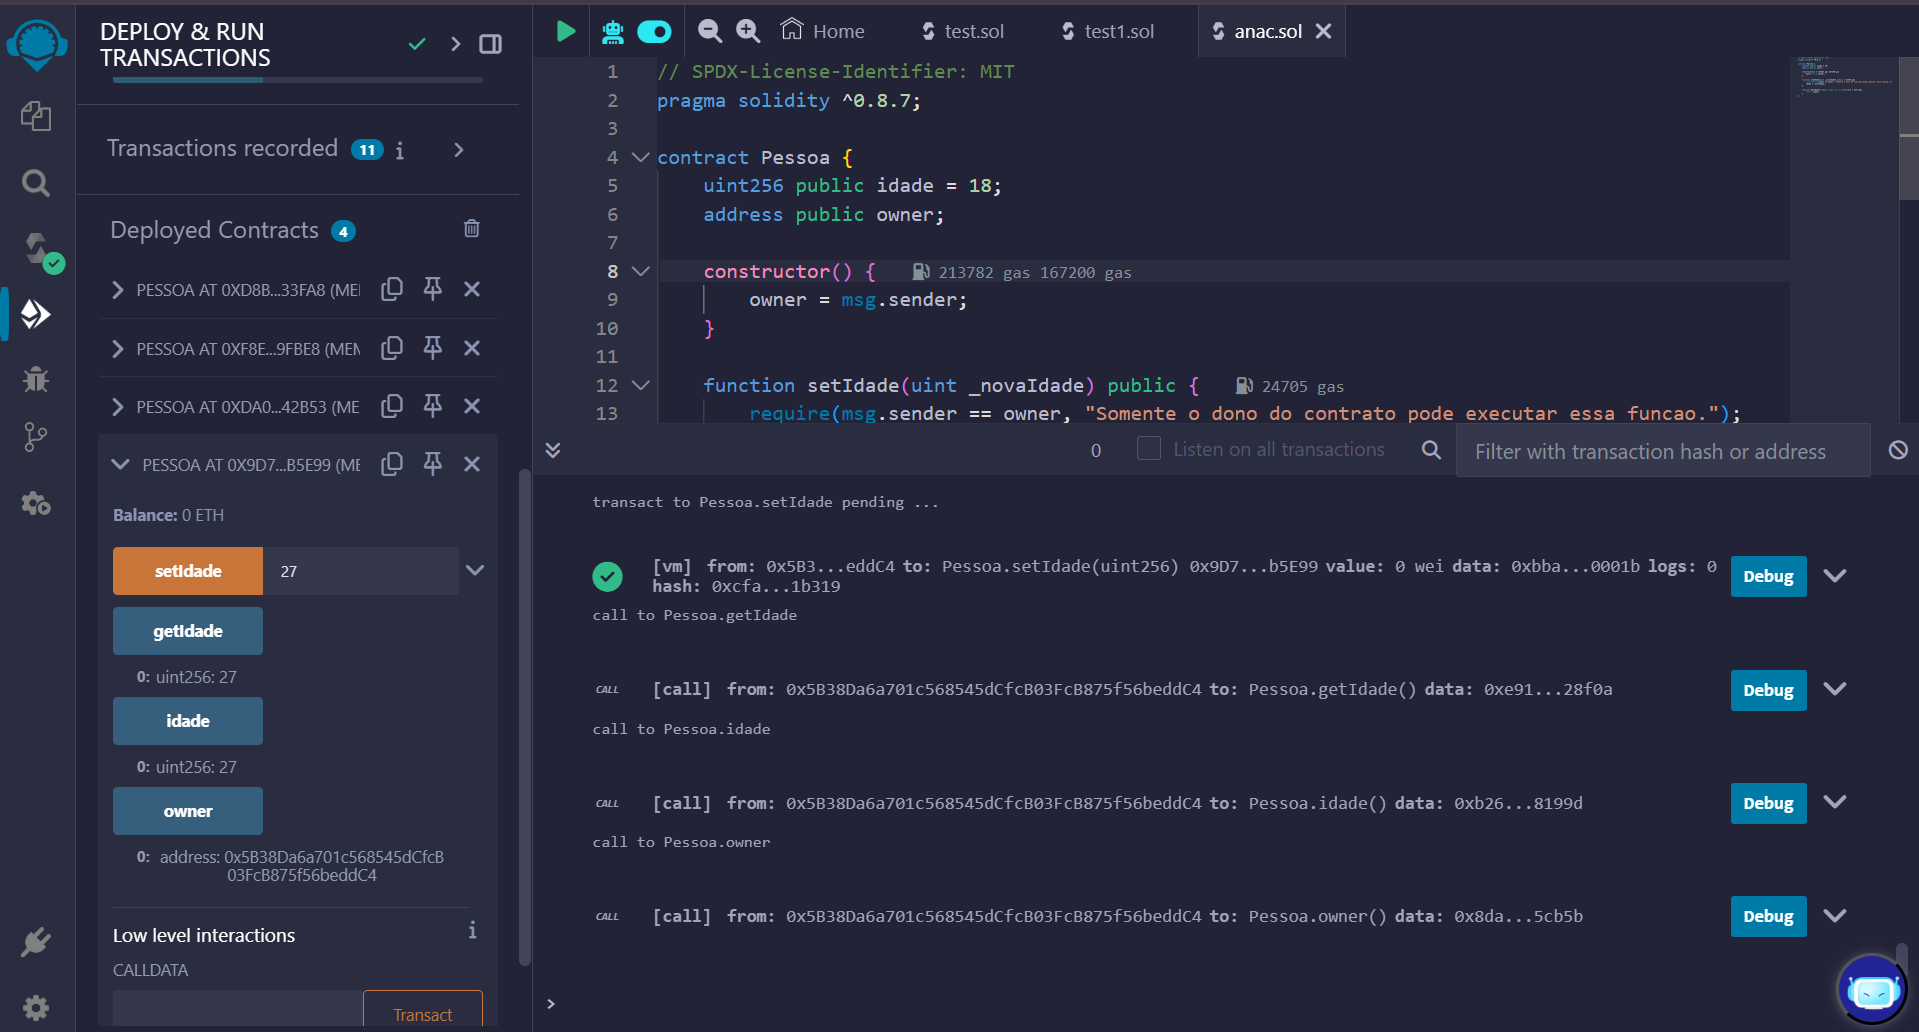 DEPLOY & RUN
TRANSACTIONS
Transactions recorded 11 i
Deployed Contracts 4
PESSOA AT 0XD8B...33FA8 (MEI
PESSOA AT 0XF8E...9FBE8 (MEM
PESSOA AT 0XDA0...42B53 (ME
PESSOA AT 0X9D7...B5E99 (ME
Balance: 0 ETH
setIdade 27
getIdade
0: uint256: 27
idade
0: uint256: 27
owner
0: address: 0x5B38Da6a701c568545dCfcB
03FcB875f56beddC4
Low level interactions i
CALLDATA
Transact
Home test.sol test1.sol anac.sol
1 // SPDX-License-Identifier: MIT
2 pragma solidity ^0.8.7;
3
4 contract Pessoa {
5 uint256 public idade = 18;
6 address public owner;
7
8 constructor() { 213782 gas 167200 gas
9 owner = msg.sender;
10 }
11
12 function setIdade(uint _novaIdade) public { 24705 gas
13 require(msg.sender == owner, "Somente o dono do contrato pode executar essa funcao.");
0 Listen on all transactions Filter with transaction hash or address
transact to Pessoa.setIdade pending ...
[vm] from: 0x5B3...eddC4 to: Pessoa.setIdade(uint256) 0x9D7...b5E99 value: 0 wei data: 0xbba...0001b logs: 0
hash: 0xcfa...1b319
Debug
call to Pessoa.getIdade
CALL [call] from: 0x5B38Da6a701c568545dCfcB03FcB875f56beddC4 to: Pessoa.getIdade() data: 0xe91...28f0a Debug
call to Pessoa.idade
CALL [call] from: 0x5B38Da6a701c568545dCfcB03FcB875f56beddC4 to: Pessoa.idade() data: 0xb26...8199d Debug
call to Pessoa.owner
CALL [call] from: 0x5B38Da6a701c568545dCfcB03FcB875f56beddC4 to: Pessoa.owner() data: 0x8da...5cb5b Debug
>